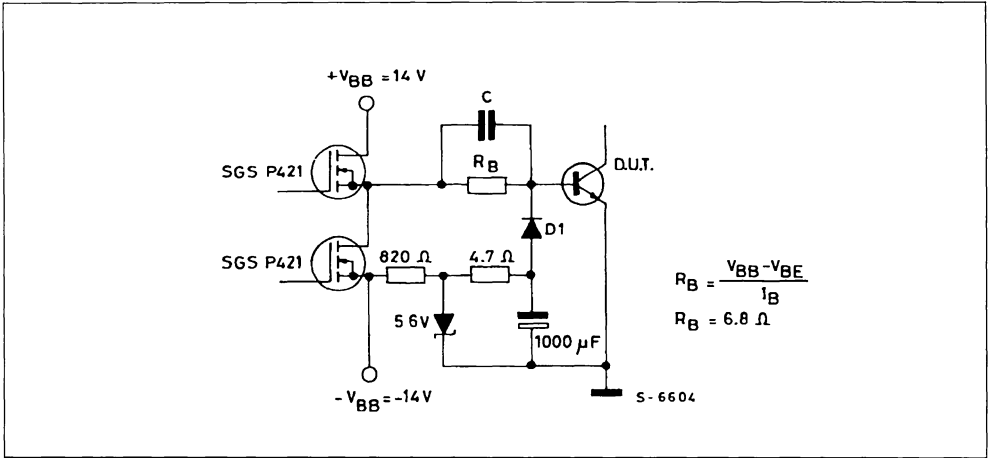 +VBB = 14 V
C
SGS P421
RB
D.U.T.
D1
SGS P421
820 Ω
4.7 Ω
RB = VBB-VBE
IB
5 6V
RB = 6.8 Ω
1000 µF
- VBB = -14 V
S - 6604